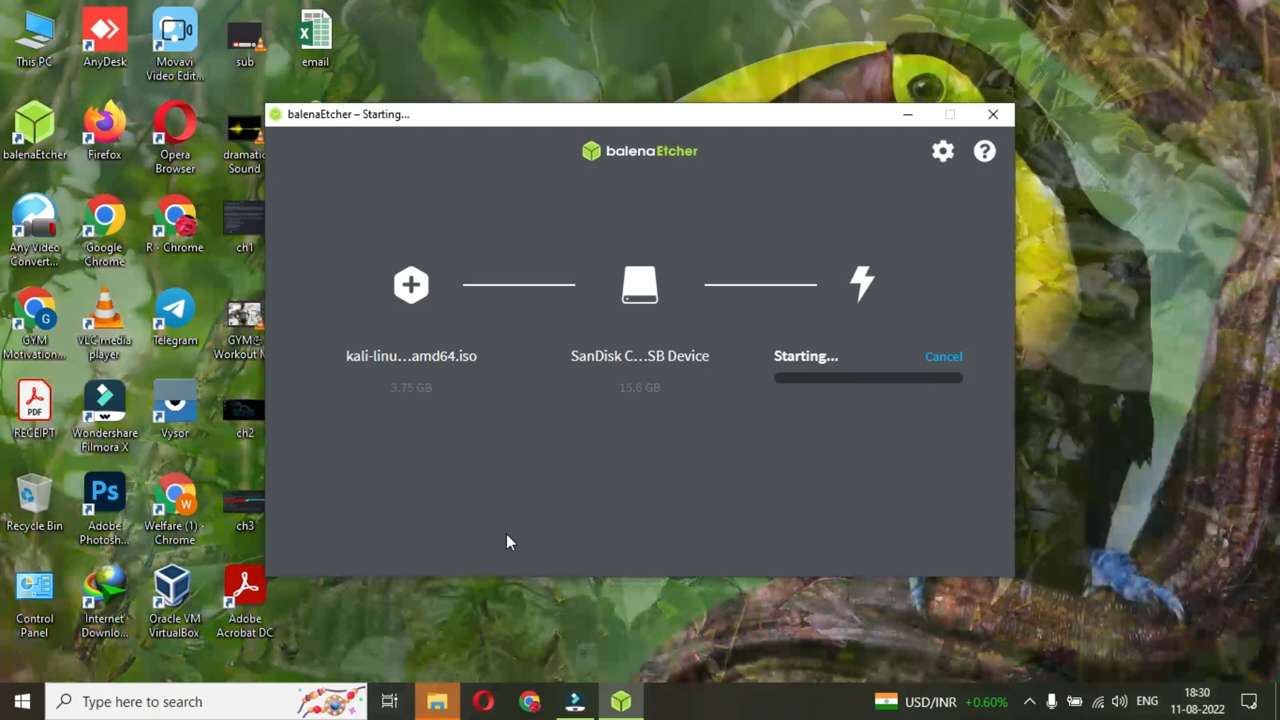 This PC
AnyDesk
Movavi
Video Edit...
sub
email
balenaEtcher
Firefox
Opera
Browser
dramatic
Sound
Any Video
Convert...
Google
Chrome
R - Chrome
ch1
GYM
Motivation...
VLC media
player
Telegram
GYM
Workout
RECEIPT
PDF
Wondershare
Filmora X
Vysor
ch2
Recycle Bin
Ps
Adobe
Photosh...
W
Welfare (1) -
Chrome
ch3
Control
Panel
Internet
Downlo...
Oracle VM
VirtualBox
Adobe
Acrobat DC
G
balenaEtcher – Starting...
balenaEtcher
kali-linu...amd64.iso
3.75 GB
SanDisk C...SB Device
15.6 GB
Starting...
Cancel
Type here to search
USD/INR +0.60%
ENG
18:30
11-08-2022